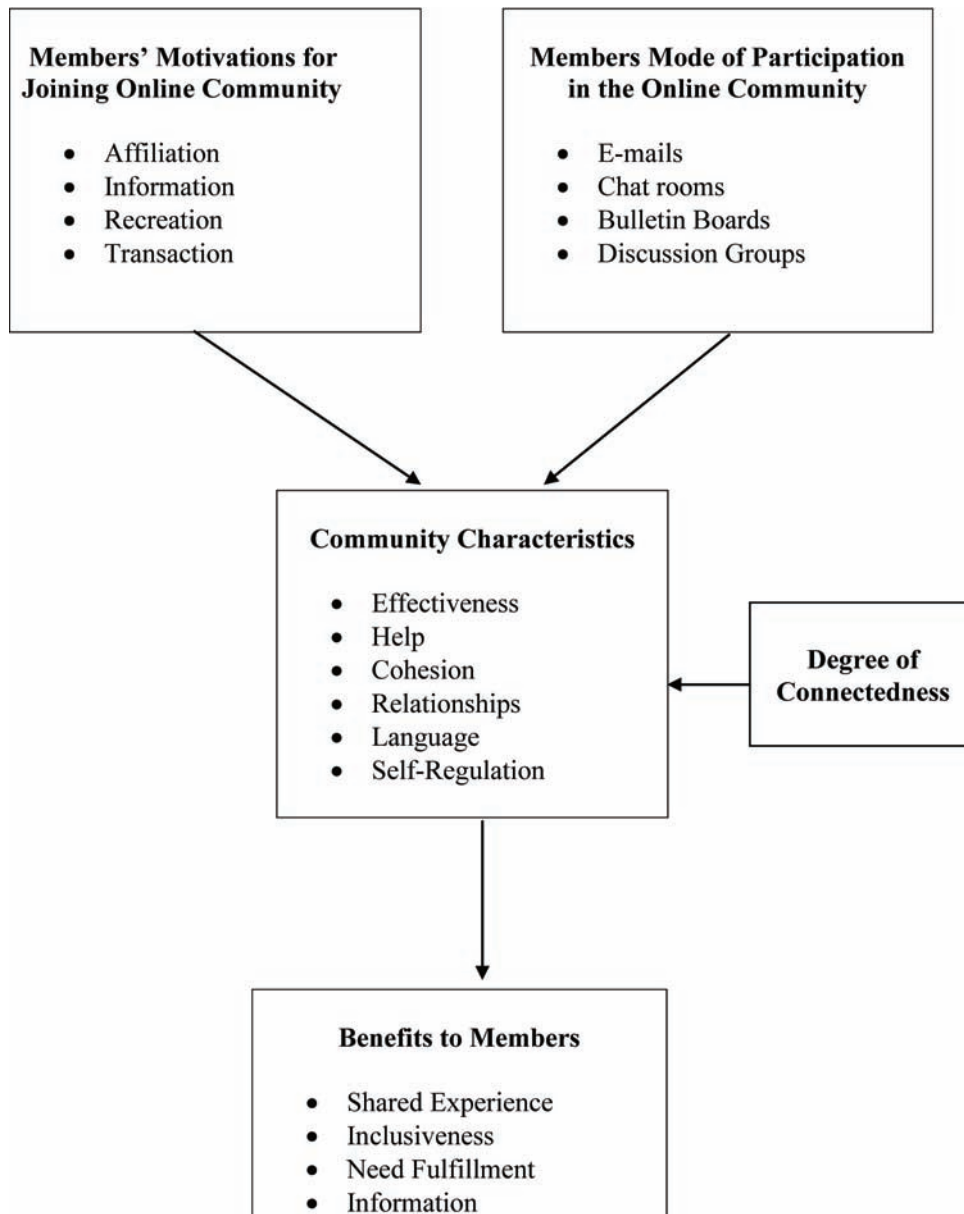 Members' Motivations for
Joining Online Community
• Affiliation
• Information
• Recreation
• Transaction
Members Mode of Participation
in the Online Community
• E-mails
• Chat rooms
• Bulletin Boards
• Discussion Groups
Community Characteristics
• Effectiveness
• Help
• Cohesion
• Relationships
• Language
• Self-Regulation
Degree of
Connectedness
Benefits to Members
• Shared Experience
• Inclusiveness
• Need Fulfillment
• Information